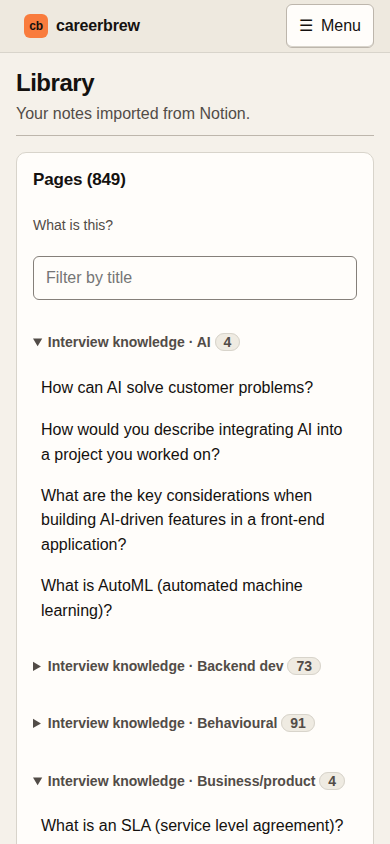 cb careerbrew ☰ Menu
Library
Your notes imported from Notion.
Pages (849)
What is this?
Filter by title
▼ Interview knowledge · AI 4
How can AI solve customer problems?
How would you describe integrating AI into
a project you worked on?
What are the key considerations when
building AI-driven features in a front-end
application?
What is AutoML (automated machine
learning)?
▶ Interview knowledge · Backend dev 73
▶ Interview knowledge · Behavioural 91
▼ Interview knowledge · Business/product 4
What is an SLA (service level agreement)?